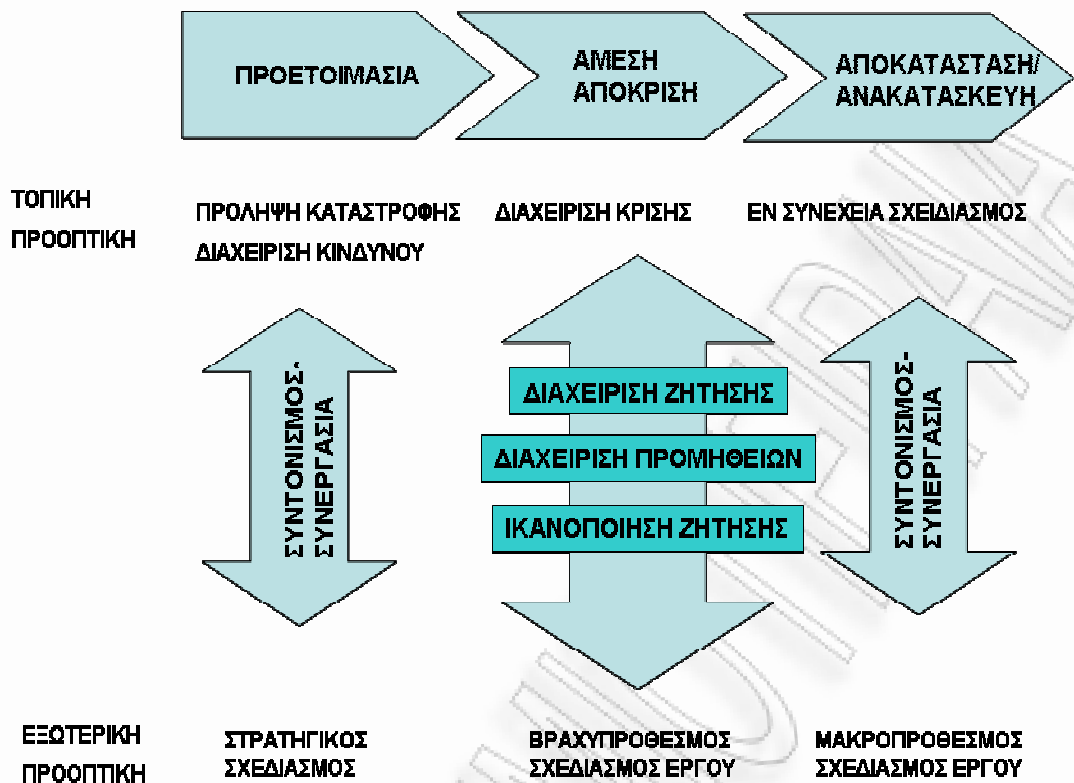 ΠΡΟΕΤΟΙΜΑΣΙΑ
ΑΜΕΣΗ
ΑΠΟΚΡΙΣΗ
ΑΠΟΚΑΤΑΣΤΑΣΗ/
ΑΝΑΚΑΤΑΣΚΕΥΗ
ΤΟΠΙΚΗ
ΠΡΟΟΠΤΙΚΗ
ΠΡΟΛΗΨΗ ΚΑΤΑΣΤΡΟΦΗΣ
ΔΙΑΧΕΙΡΙΣΗ ΚΙΝΔΥΝΟΥ
ΔΙΑΧΕΙΡΙΣΗ ΚΡΙΣΗΣ
ΕΝ ΣΥΝΕΧΕΙΑ ΣΧΕΙΔΙΑΣΜΟΣ
ΣΥΝΤΟΝΙΣΜΟΣ-
ΣΥΝΕΡΓΑΣΙΑ
ΔΙΑΧΕΙΡΙΣΗ ΖΗΤΗΣΗΣ
ΔΙΑΧΕΙΡΙΣΗ ΠΡΟΜΗΘΕΙΩΝ
ΙΚΑΝΟΠΟΙΗΣΗ ΖΗΤΗΣΗΣ
ΣΥΝΤΟΝΙΣΜΟΣ-
ΣΥΝΕΡΓΑΣΙΑ
ΕΞΩΤΕΡΙΚΗ
ΠΡΟΟΠΤΙΚΗ
ΣΤΡΑΤΗΓΙΚΟΣ
ΣΧΕΔΙΑΣΜΟΣ
ΒΡΑΧΥΠΡΟΘΕΣΜΟΣ
ΣΧΕΔΙΑΣΜΟΣ ΕΡΓΟΥ
ΜΑΚΡΟΠΡΟΘΕΣΜΟΣ
ΣΧΕΔΙΑΣΜΟΣ ΕΡΓΟΥ